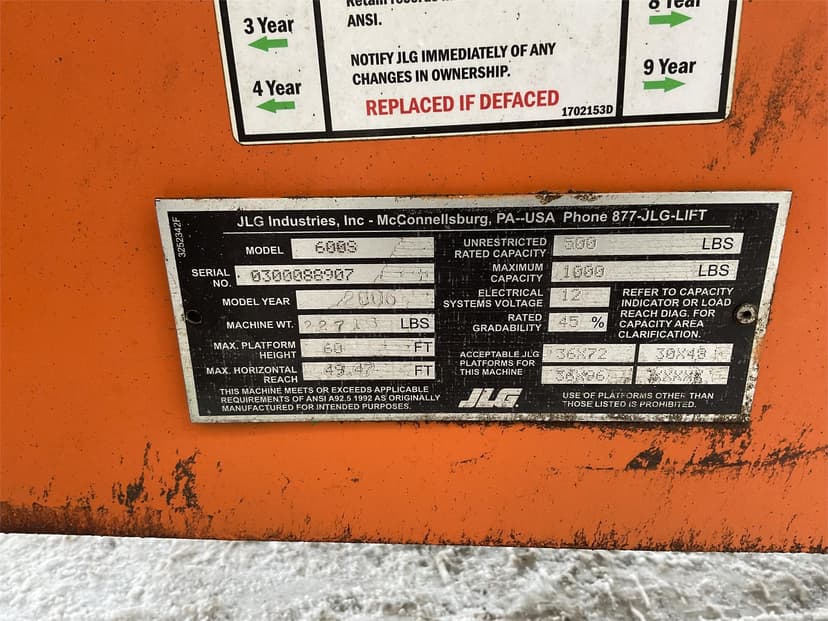 3 Year
4 Year
ANSI.
NOTIFY JLG IMMEDIATELY OF ANY
CHANGES IN OWNERSHIP.
REPLACED IF DEFACED
1702153D
8 Year
9 Year
3252342F
JLG Industries, Inc - McConnellsburg, PA--USA Phone 877-JLG-LIFT
MODEL 600S
SERIAL NO. 0300088907
MODEL YEAR 2006
MACHINE WT. LBS
MAX. PLATFORM HEIGHT 60 FT
MAX. HORIZONTAL REACH 49.47 FT
THIS MACHINE MEETS OR EXCEEDS APPLICABLE
REQUIREMENTS OF ANSI A92.5 1992 AS ORIGINALLY
MANUFACTURED FOR INTENDED PURPOSES.
UNRESTRICTED RATED CAPACITY 500 LBS
MAXIMUM CAPACITY 1000 LBS
ELECTRICAL SYSTEMS VOLTAGE 12
RATED GRADABILITY 45 %
REFER TO CAPACITY
INDICATOR OR LOAD
REACH DIAG. FOR
CAPACITY AREA
CLARIFICATION.
ACCEPTABLE JLG
PLATFORMS FOR
THIS MACHINE
36X72
36X96
JLG
USE OF PLATFORMS OTHER THAN
THOSE LISTED IS PROHIBITED.